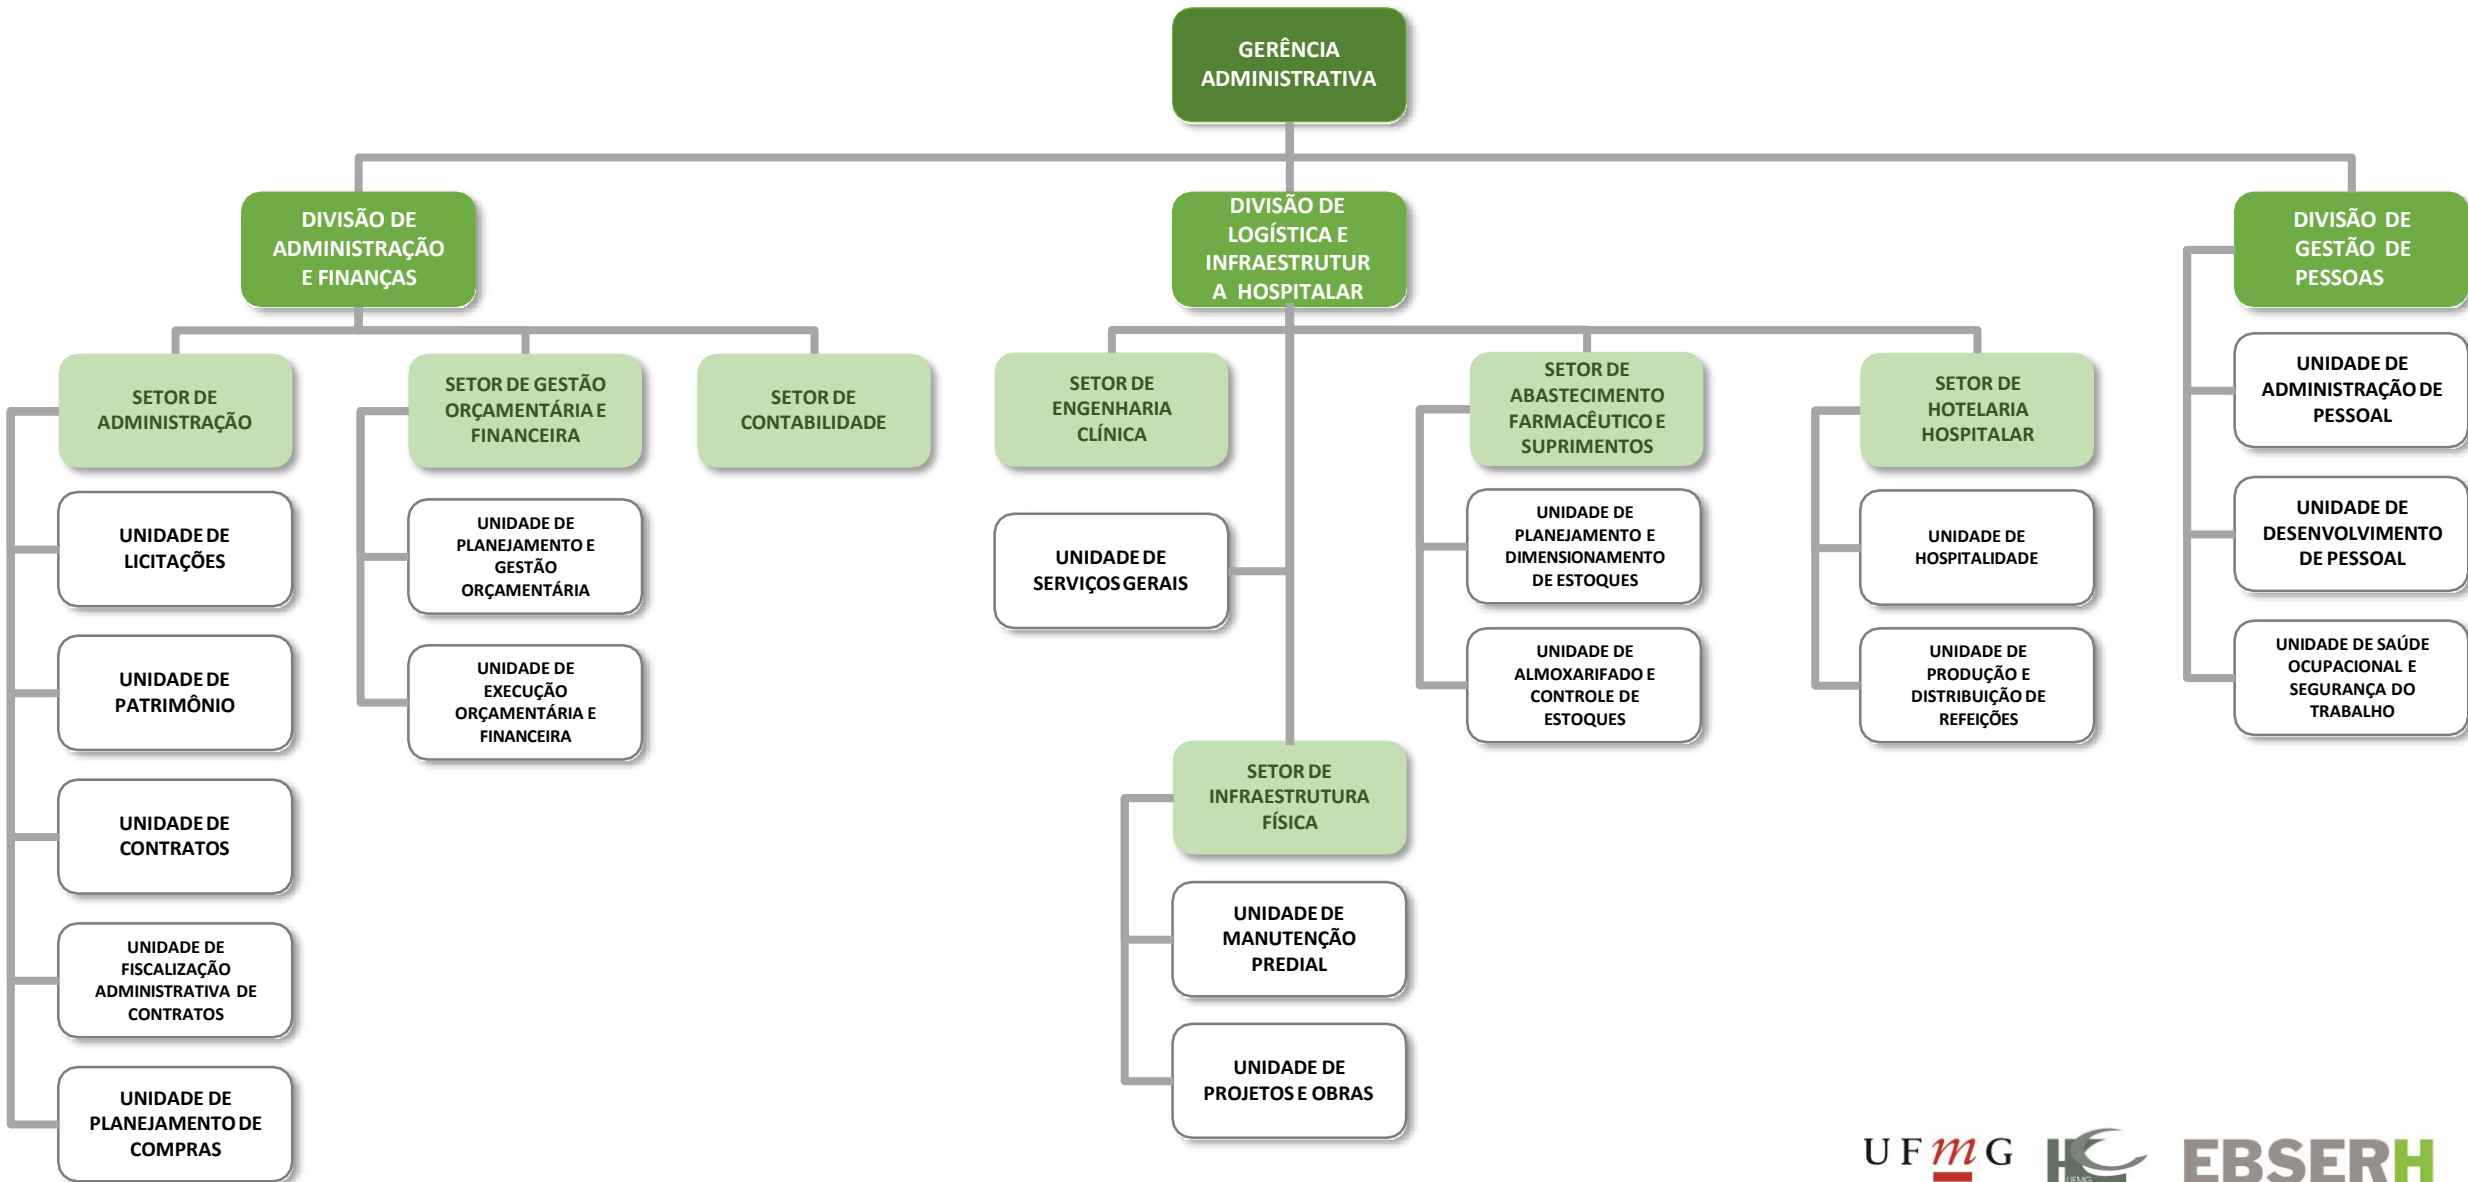 GERÊNCIA
ADMINISTRATIVA
DIVISÃO DE
ADMINISTRAÇÃO
E FINANÇAS
DIVISÃO DE
LOGÍSTICA E
INFRAESTRUTUR
A HOSPITALAR
DIVISÃO DE
GESTÃO DE
PESSOAS
SETOR DE
ADMINISTRAÇÃO
SETOR DE GESTÃO
ORÇAMENTÁRIA E
FINANCEIRA
SETOR DE
CONTABILIDADE
SETOR DE
ENGENHARIA
CLÍNICA
SETOR DE
ABASTECIMENTO
FARMACÊUTICO E
SUPRIMENTOS
SETOR DE
HOTELARIA
HOSPITALAR
UNIDADE DE
ADMINISTRAÇÃO DE
PESSOAL
UNIDADE DE
LICITAÇÕES
UNIDADE DE
PLANEJAMENTO E
GESTÃO
ORÇAMENTÁRIA
UNIDADE DE
SERVIÇOS GERAIS
UNIDADE DE
PLANEJAMENTO E
DIMENSIONAMENTO
DE ESTOQUES
UNIDADE DE
HOSPITALIDADE
UNIDADE DE
DESENVOLVIMENTO
DE PESSOAL
UNIDADE DE
PATRIMÔNIO
UNIDADE DE
EXECUÇÃO
ORÇAMENTÁRIA E
FINANCEIRA
UNIDADE DE
ALMOXARIFADO E
CONTROLE DE
ESTOQUES
UNIDADE DE
PRODUÇÃO E
DISTRIBUIÇÃO DE
REFEIÇÕES
UNIDADE DE SAÚDE
OCUPACIONAL E
SEGURANÇA DO
TRABALHO
UNIDADE DE
CONTRATOS
SETOR DE
INFRAESTRUTURA
FÍSICA
UNIDADE DE
FISCALIZAÇÃO
ADMINISTRATIVA DE
CONTRATOS
UNIDADE DE
MANUTENÇÃO
PREDIAL
UNIDADE DE
PLANEJAMENTO DE
COMPRAS
UNIDADE DE
PROJETOS E OBRAS
UFmG
HC
UFMG
EBSERH